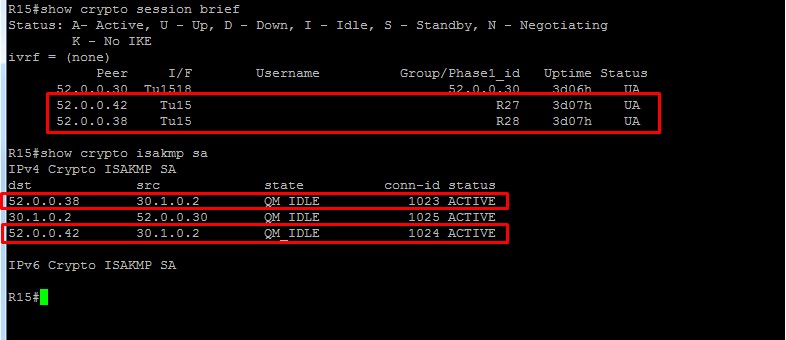 R15#show crypto session brief
Status: A- Active, U - Up, D - Down, I - Idle, S - Standby, N - Negotiating
K - No IKE
ivrf = (none)
Peer I/F Username Group/Phase1_id Uptime Status
52.0.0.30 Tu1518 52.0.0.30 3d06h UA
52.0.0.42 Tu15 R27 3d07h UA
52.0.0.38 Tu15 R28 3d07h UA
R15#show crypto isakmp sa
IPv4 Crypto ISAKMP SA
dst src state conn-id status
52.0.0.38 30.1.0.2 QM_IDLE 1023 ACTIVE
30.1.0.2 52.0.0.30 QM_IDLE 1025 ACTIVE
52.0.0.42 30.1.0.2 QM_IDLE 1024 ACTIVE
IPv6 Crypto ISAKMP SA
R15#